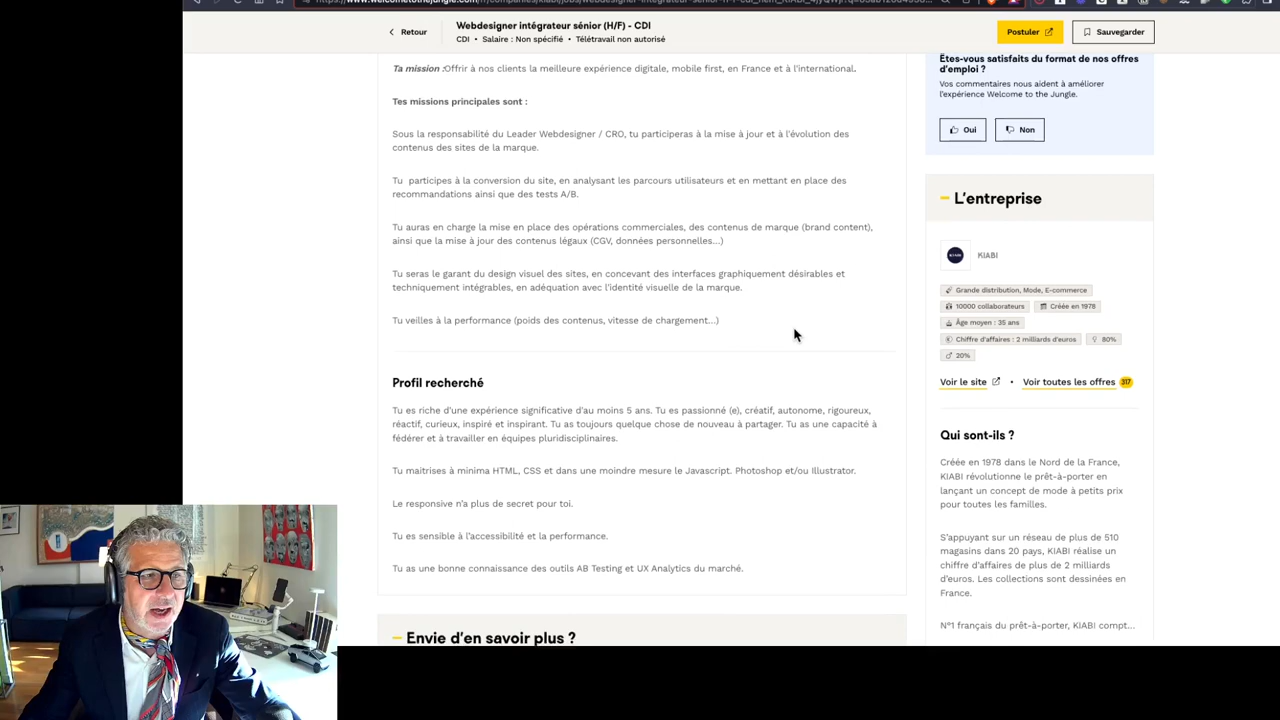 Webdesigner intégrateur sénior (H/F) - CDI
Retour
CDI • Salaire : Non spécifié • Télétravail non autorisé
Postuler
Sauvegarder
Ta mission :Offrir à nos clients la meilleure expérience digitale, mobile first, en France et à l'international.
Tes missions principales sont :
Sous la responsabilité du Leader Webdesigner / CRO, tu participeras à la mise à jour et à l'évolution des
contenus des sites de la marque.
Tu participes à la conversion du site, en analysant les parcours utilisateurs et en mettant en place des
recommandations ainsi que des tests A/B.
Tu auras en charge la mise en place des opérations commerciales, des contenus de marque (brand content),
ainsi que la mise à jour des contenus légaux (CGV, données personnelles...)
Tu seras le garant du design visuel des sites, en concevant des interfaces graphiquement désirables et
techniquement intégrables, en adéquation avec l'identité visuelle de la marque.
Tu veilles à la performance (poids des contenus, vitesse de chargement...)
Profil recherché
Tu es riche d'une expérience significative d'au moins 5 ans. Tu es passionné (e), créatif, autonome, rigoureux,
réactif, curieux, inspiré et inspirant. Tu as toujours quelque chose de nouveau à partager. Tu as une capacité à
fédérer et à travailler en équipes pluridisciplinaires.
Tu maitrises à minima HTML, CSS et dans une moindre mesure le Javascript. Photoshop et/ou Illustrator.
Le responsive n'a plus de secret pour toi.
Tu es sensible à l'accessibilité et la performance.
Tu as une bonne connaissance des outils AB Testing et UX Analytics du marché.
Envie d'en savoir plus ?
Êtes-vous satisfaits du format de nos offres
d'emploi ?
Vos commentaires nous aident à améliorer
l'expérience Welcome to the Jungle.
Oui
Non
L'entreprise
KIABI
KIABI
Grande distribution, Mode, E-commerce
10000 collaborateurs
Créée en 1978
Âge moyen : 35 ans
Chiffre d'affaires : 2 milliards d'euros
80%
20%
Voir le site • Voir toutes les offres 317
Qui sont-ils ?
Créée en 1978 dans le Nord de la France,
KIABI révolutionne le prêt-à-porter en
lançant un concept de mode à petits prix
pour toutes les familles.
S'appuyant sur un réseau de plus de 510
magasins dans 20 pays, KIABI réalise un
chiffre d'affaires de plus de 2 milliards
d'euros. Les collections sont dessinées en
France.
N°1 français du prêt-à-porter, KIABI compt...